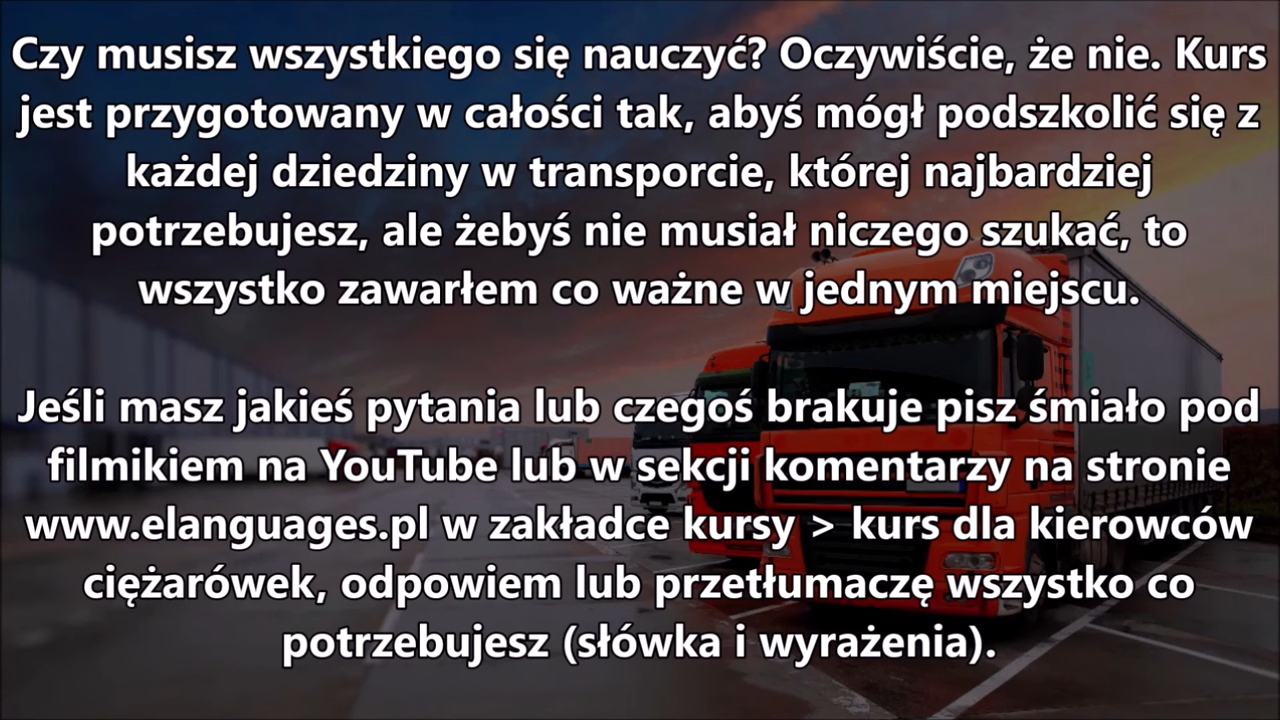 Czy musisz wszystkiego się nauczyć? Oczywiście, że nie. Kurs
jest przygotowany w całości tak, abyś mógł podszkolić się z
każdej dziedziny w transporcie, której najbardziej
potrzebujesz, ale żebyś nie musiał niczego szukać, to
wszystko zawarłem co ważne w jednym miejscu.
Jeśli masz jakieś pytania lub czegoś brakuje pisz śmiało pod
filmikiem na YouTube lub w sekcji komentarzy na stronie
www.elanguages.pl w zakładce kursy > kurs dla kierowców
ciężarówek, odpowiem lub przetłumaczę wszystko co
potrzebujesz (słówka i wyrażenia).